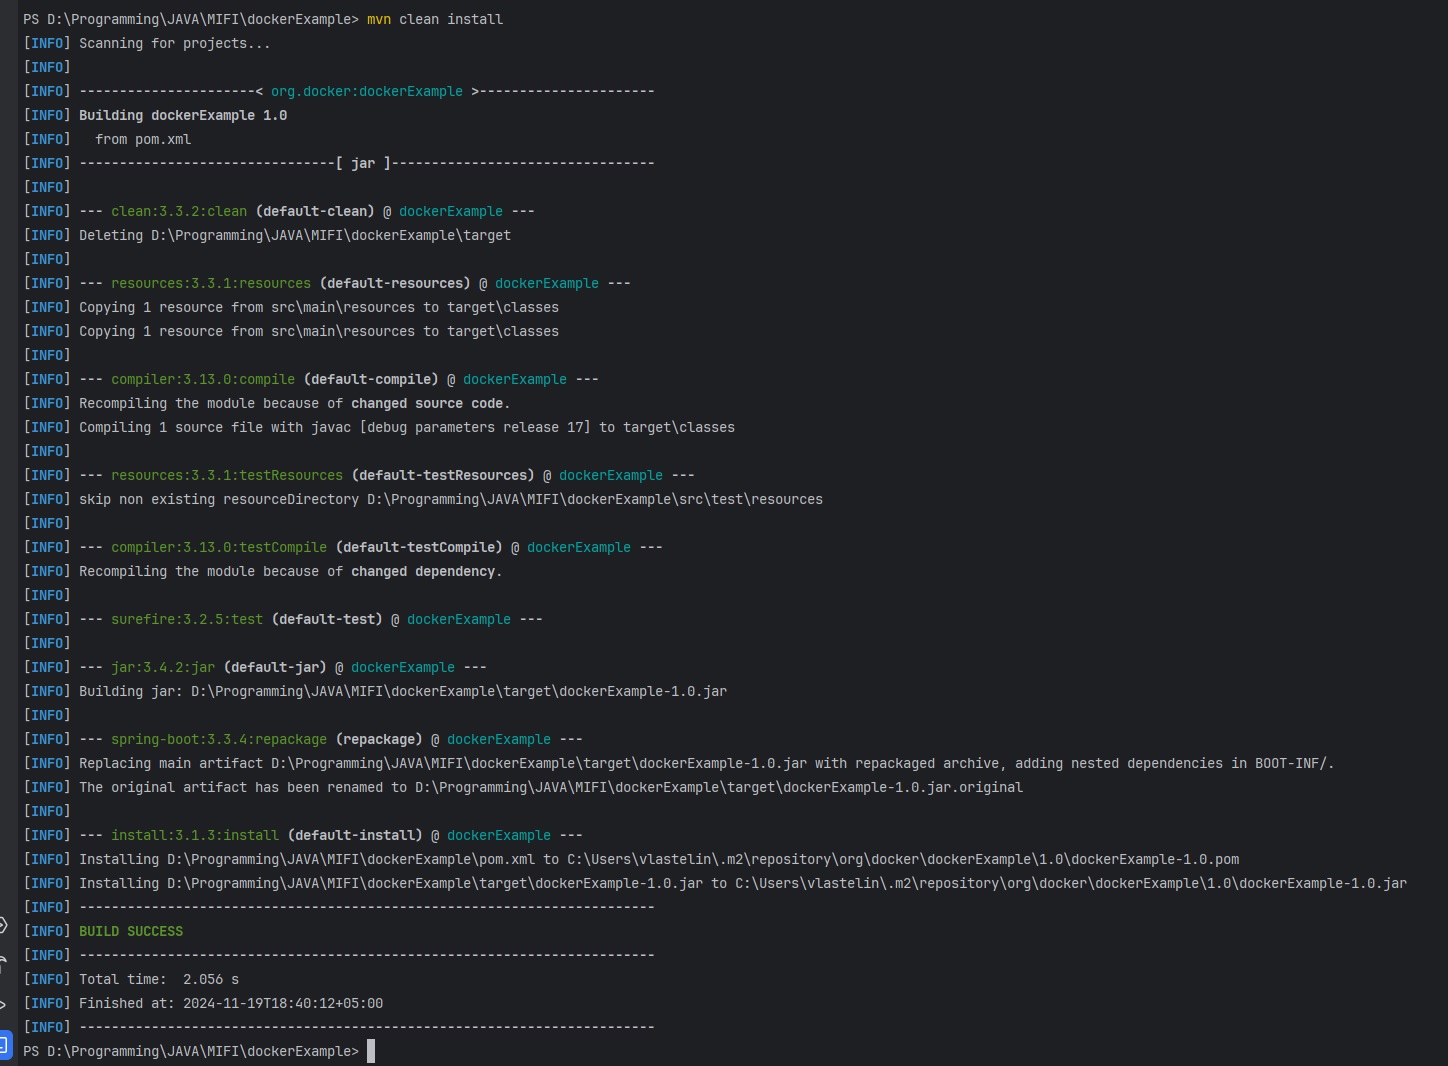 PS D:\Programming\JAVA\MIFI\dockerExample> mvn clean install
[INFO] Scanning for projects...
[INFO]
[INFO] ----------------------< org.docker:dockerExample >----------------------
[INFO] Building dockerExample 1.0
[INFO]   from pom.xml
[INFO] --------------------------------[ jar ]---------------------------------
[INFO]
[INFO] --- clean:3.3.2:clean (default-clean) @ dockerExample ---
[INFO] Deleting D:\Programming\JAVA\MIFI\dockerExample\target
[INFO]
[INFO] --- resources:3.3.1:resources (default-resources) @ dockerExample ---
[INFO] Copying 1 resource from src\main\resources to target\classes
[INFO] Copying 1 resource from src\main\resources to target\classes
[INFO]
[INFO] --- compiler:3.13.0:compile (default-compile) @ dockerExample ---
[INFO] Recompiling the module because of changed source code.
[INFO] Compiling 1 source file with javac [debug parameters release 17] to target\classes
[INFO]
[INFO] --- resources:3.3.1:testResources (default-testResources) @ dockerExample ---
[INFO] skip non existing resourceDirectory D:\Programming\JAVA\MIFI\dockerExample\src\test\resources
[INFO]
[INFO] --- compiler:3.13.0:testCompile (default-testCompile) @ dockerExample ---
[INFO] Recompiling the module because of changed dependency.
[INFO]
[INFO] --- surefire:3.2.5:test (default-test) @ dockerExample ---
[INFO]
[INFO] --- jar:3.4.2:jar (default-jar) @ dockerExample ---
[INFO] Building jar: D:\Programming\JAVA\MIFI\dockerExample\target\dockerExample-1.0.jar
[INFO]
[INFO] --- spring-boot:3.3.4:repackage (repackage) @ dockerExample ---
[INFO] Replacing main artifact D:\Programming\JAVA\MIFI\dockerExample\target\dockerExample-1.0.jar with repackaged archive, adding nested dependencies in BOOT-INF/.
[INFO] The original artifact has been renamed to D:\Programming\JAVA\MIFI\dockerExample\target\dockerExample-1.0.jar.original
[INFO]
[INFO] --- install:3.1.3:install (default-install) @ dockerExample ---
[INFO] Installing D:\Programming\JAVA\MIFI\dockerExample\pom.xml to C:\Users\vlastelin\.m2\repository\org\docker\dockerExample\1.0\dockerExample-1.0.pom
[INFO] Installing D:\Programming\JAVA\MIFI\dockerExample\target\dockerExample-1.0.jar to C:\Users\vlastelin\.m2\repository\org\docker\dockerExample\1.0\dockerExample-1.0.jar
[INFO] ------------------------------------------------------------------------
[INFO] BUILD SUCCESS
[INFO] ------------------------------------------------------------------------
[INFO] Total time:  2.056 s
[INFO] Finished at: 2024-11-19T18:40:12+05:00
[INFO] ------------------------------------------------------------------------
PS D:\Programming\JAVA\MIFI\dockerExample>